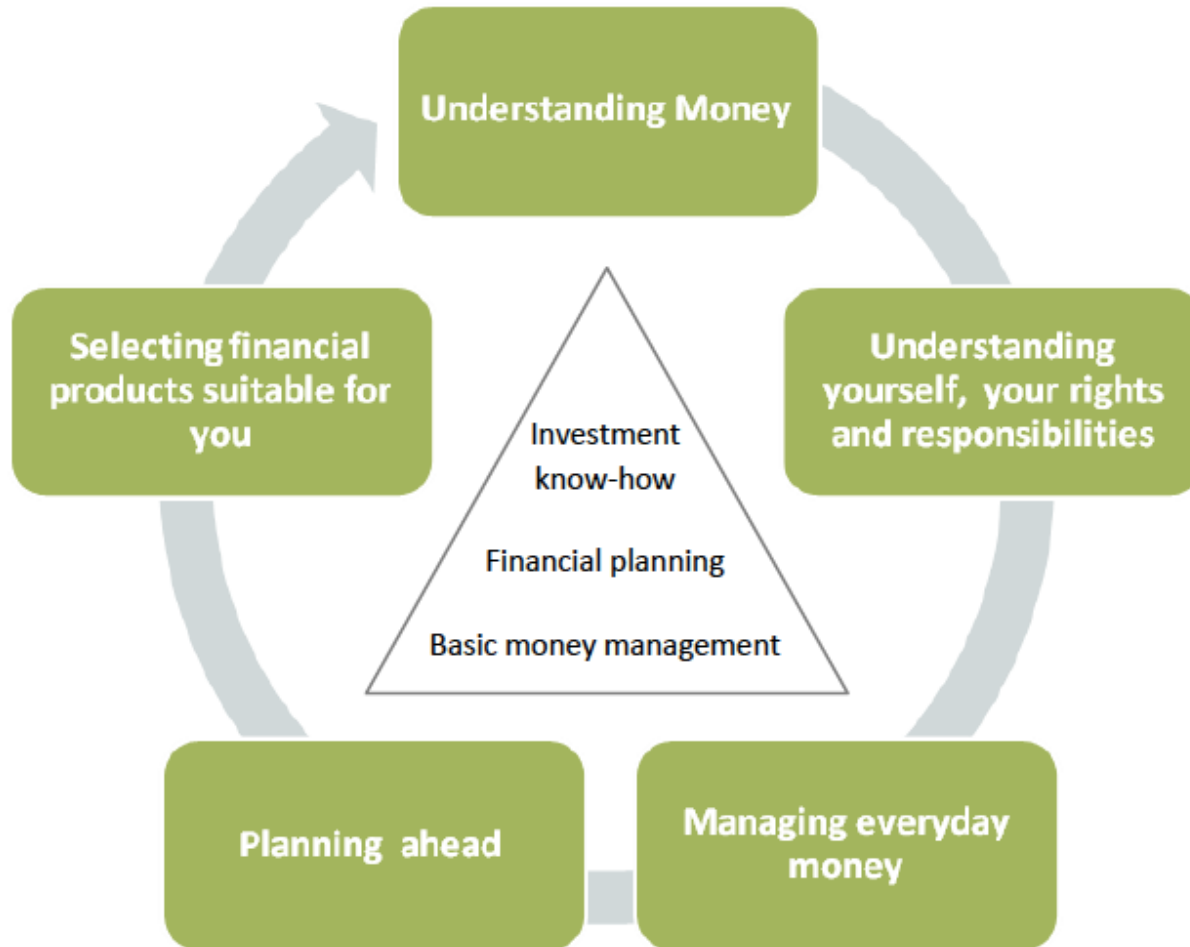 Understanding Money
Understanding
yourself, your rights
and responsibilities
Managing everyday
money
Planning ahead
Selecting financial
products suitable for
you
Investment
know-how
Financial planning
Basic money management